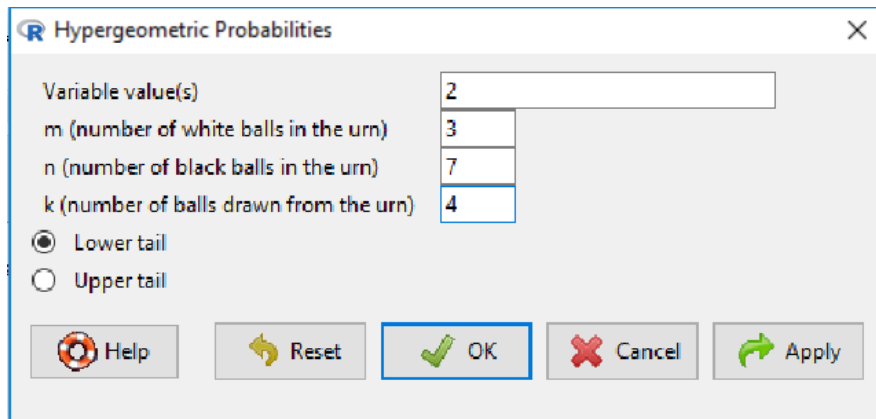 R Hypergeometric Probabilities
Variable value(s) 2
m (number of white balls in the urn) 3
n (number of black balls in the urn) 7
k (number of balls drawn from the urn) 4
Lower tail
Upper tail
Help Reset OK Cancel Apply